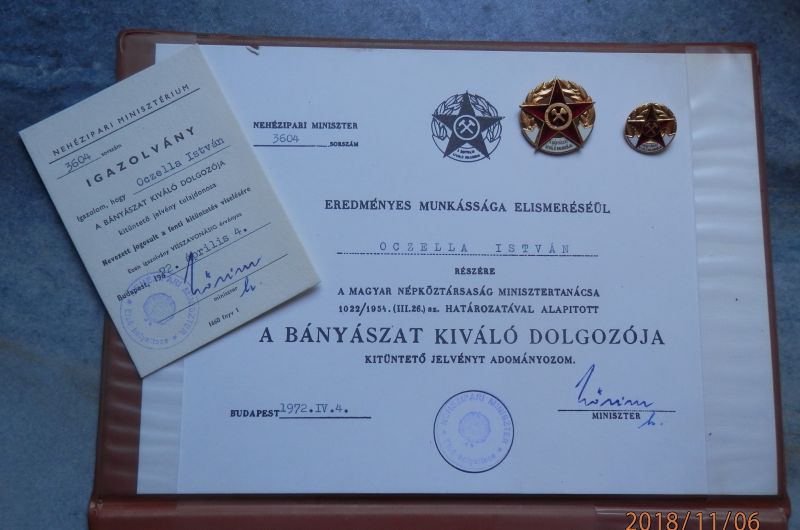 NEHÉZIPARI MINISZTÉRIUM
3604 sorszám
IGAZOLVÁNY
Igazolom, hogy Oczella István
A BÁNYÁSZAT KIVÁLÓ DOLGOZÓJA
kitüntető jelvény tulajdonosa
Nevezett jogosult a fenti kitüntetés viselésére
Ezen igazolvány VISSZAVONÁSIG érvényes
Budapest, április 4.
miniszter
NEHÉZIPARI MINISZTER
3604 SORSZÁM
EREDMÉNYES MUNKÁSSÁGA ELISMERÉSÉÜL
OCZELLA ISTVÁN
RÉSZÉRE
A MAGYAR NÉPKÖZTÁRSASÁG MINISZTERTANÁCSA
1022/1954. (III.26.) sz. HATÁROZATÁVAL ALAPITOTT
A BÁNYÁSZAT KIVÁLÓ DOLGOZÓJA
KITÜNTETŐ JELVÉNYT ADOMÁNYOZOM.
BUDAPEST 1972.IV.4.
NEHÉZIPARI MINISZTER
MINISZTER
2018/11/06